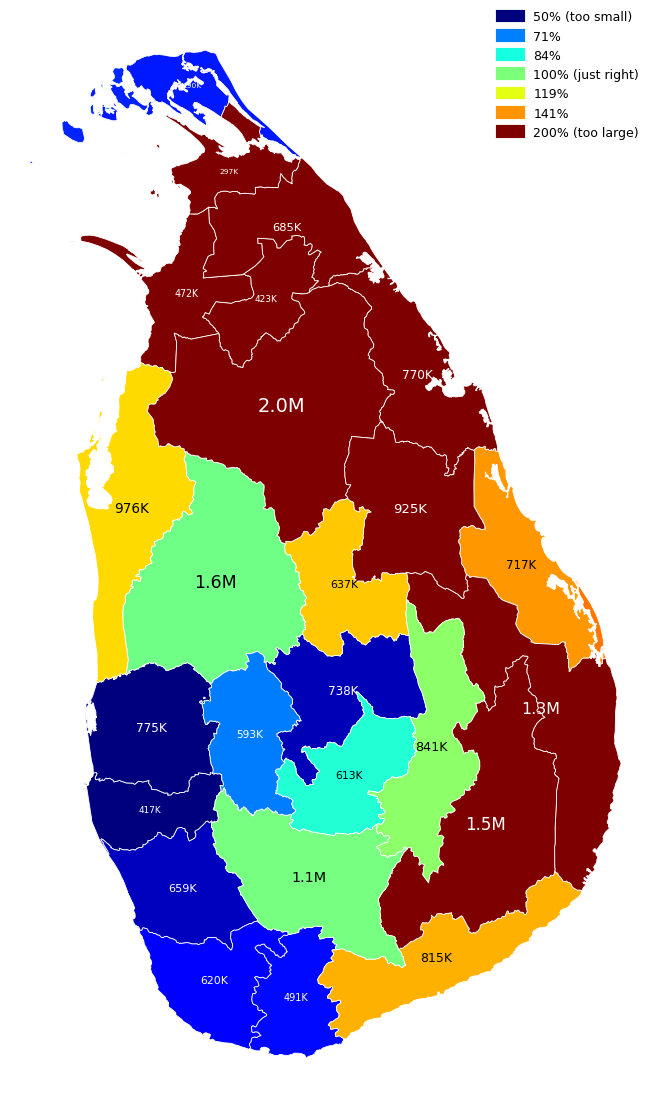 50% (too small)
71%
84%
100% (just right)
119%
141%
200% (too large)
297K
685K
472K
423K
770K
2.0M
976K
925K
717K
1.6M
637K
738K
1.3M
775K
593K
841K
613K
417K
1.5M
1.1M
659K
815K
620K
491K